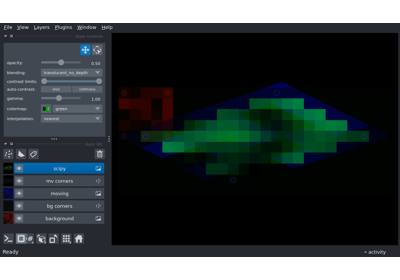 File View Layers Plugins Window Help
opacity: 0.50
blending: translucent_no_depth
contrast limits:
auto-contrast: once continuous
gamma: 1.00
colormap: green
interpolation: nearest
scipy
mv corners
moving
bg corners
background
Ready activity